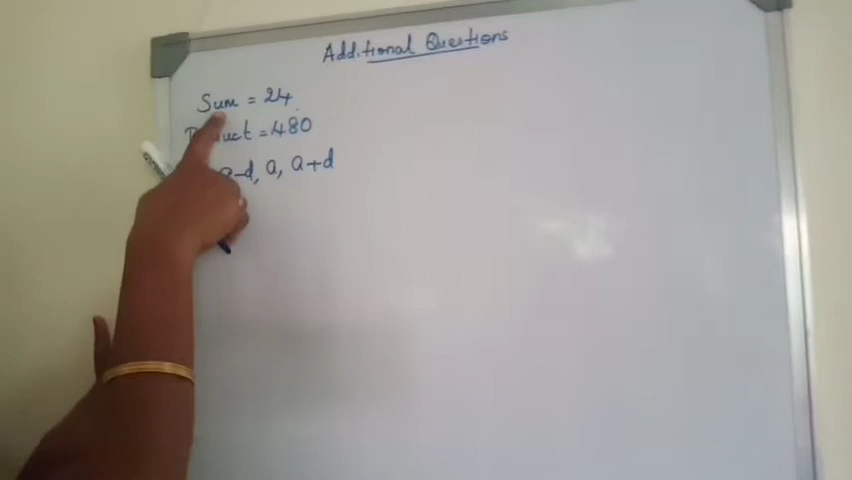 Additional Questions
Sum = 24
Product = 480
a-d, a, a+d